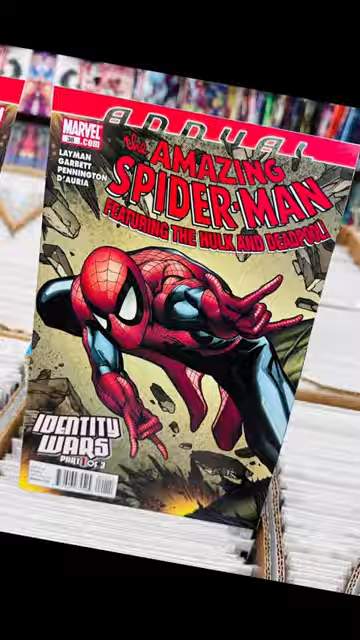 ANNUAL
MARVEL
38
.com
LAYMAN
GARBETT
PENNINGTON
D'AURIA
the AMAZING
SPIDER-MAN
FEATURING THE HULK AND DEADPOOL!
IDENTITY
WARS
PART 1 OF 3